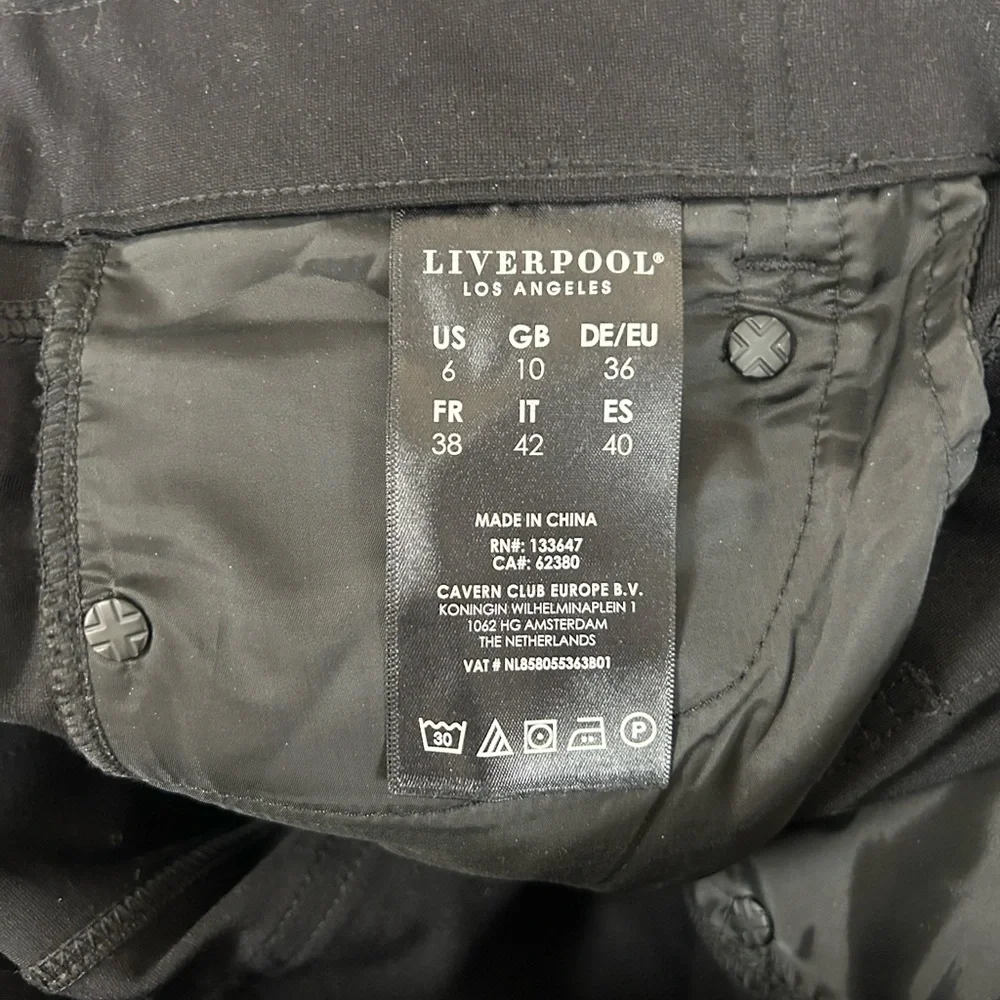 LIVERPOOL®
LOS ANGELES
US GB DE/EU
6 10 36
FR IT ES
38 42 40
MADE IN CHINA
RN#: 133647
CA#: 62380
CAVERN CLUB EUROPE B.V.
KONINGIN WILHELMINAPLEIN 1
1062 HG AMSTERDAM
THE NETHERLANDS
VAT # NL858055363B01
30 P